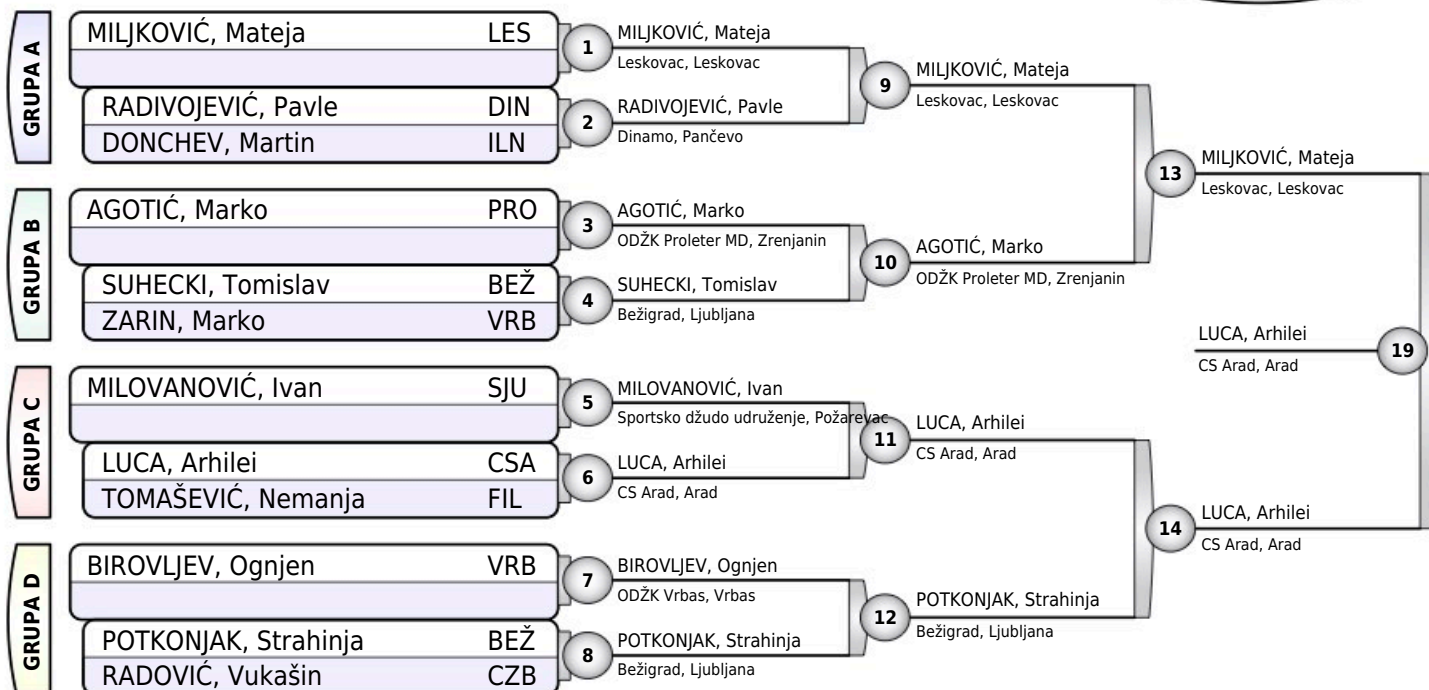 GRUPA A
MILJKOVIĆ, Mateja LES
RADIVOJEVIĆ, Pavle DIN
DONCHEV, Martin ILN
GRUPA B
AGOTIĆ, Marko PRO
SUHECKI, Tomislav BEŽ
ZARIN, Marko VRB
GRUPA C
MILOVANOVIĆ, Ivan SJU
LUCA, Arhilei CSA
TOMAŠEVIĆ, Nemanja FIL
GRUPA D
BIROVLJEV, Ognjen VRB
POTKONJAK, Strahinja BEŽ
RADOVIĆ, Vukašin CZB
1
MILJKOVIĆ, Mateja
Leskovac, Leskovac
2
RADIVOJEVIĆ, Pavle
Dinamo, Pančevo
3
AGOTIĆ, Marko
ODŽK Proleter MD, Zrenjanin
4
SUHECKI, Tomislav
Bežigrad, Ljubljana
5
MILOVANOVIĆ, Ivan
Sportsko džudo udruženje, Požarevac
6
LUCA, Arhilei
CS Arad, Arad
7
BIROVLJEV, Ognjen
ODŽK Vrbas, Vrbas
8
POTKONJAK, Strahinja
Bežigrad, Ljubljana
9
MILJKOVIĆ, Mateja
Leskovac, Leskovac
10
AGOTIĆ, Marko
ODŽK Proleter MD, Zrenjanin
11
LUCA, Arhilei
CS Arad, Arad
12
POTKONJAK, Strahinja
Bežigrad, Ljubljana
13
MILJKOVIĆ, Mateja
Leskovac, Leskovac
14
LUCA, Arhilei
CS Arad, Arad
LUCA, Arhilei
CS Arad, Arad
19